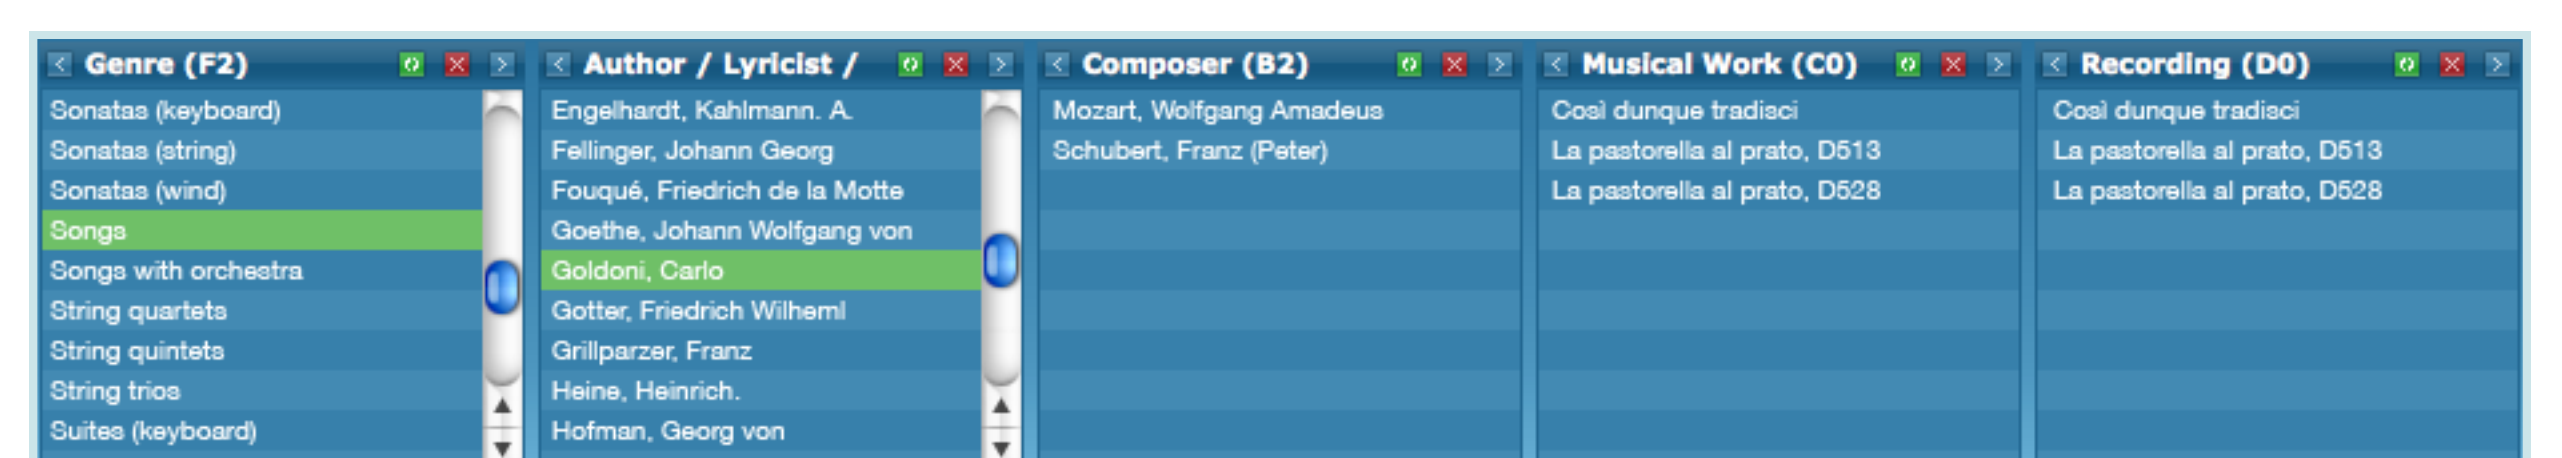 Genre (F2)
Sonatas (keyboard)
Sonatas (string)
Sonatas (wind)
Songs
Songs with orchestra
String quartets
String quintets
String trios
Suites (keyboard)
Author / Lyricist /
Engelhardt, Kahlmann. A.
Fellinger, Johann Georg
Fouqué, Friedrich de la Motte
Goethe, Johann Wolfgang von
Goldoni, Carlo
Gotter, Friedrich Wilheml
Grillparzer, Franz
Heine, Heinrich.
Hofman, Georg von
Composer (B2)
Mozart, Wolfgang Amadeus
Schubert, Franz (Peter)
Musical Work (C0)
Così dunque tradisci
La pastorella al prato, D513
La pastorella al prato, D528
Recording (D0)
Così dunque tradisci
La pastorella al prato, D513
La pastorella al prato, D528